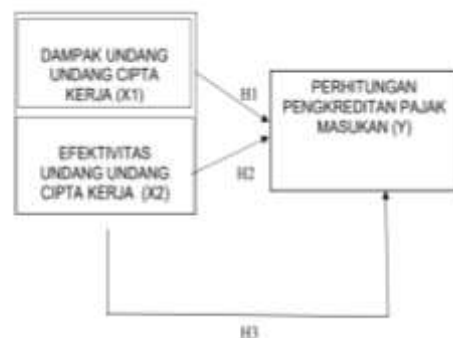 DAMPAK UNDANG
UNDANG CIPTA
KERJA (X1)
H1
PERHITUNGAN
PENGKREDITAN PAJAK
MASUKAN (Y)
EFEKTIVITAS
UNDANG UNDANG
CIPTA KERJA (X2)
H2
H3